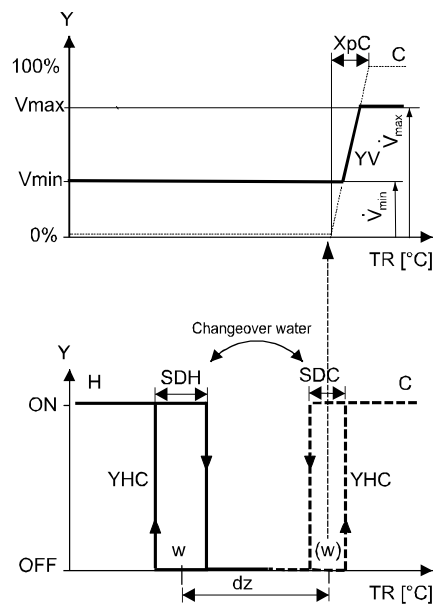 Y
XpC
100%
C
Vmax
YV
V̇max
Vmin
V̇min
0%
TR [°C]
Changeover water
Y
H
SDH
SDC
C
ON
YHC
YHC
w
(w)
OFF
dz
TR [°C]